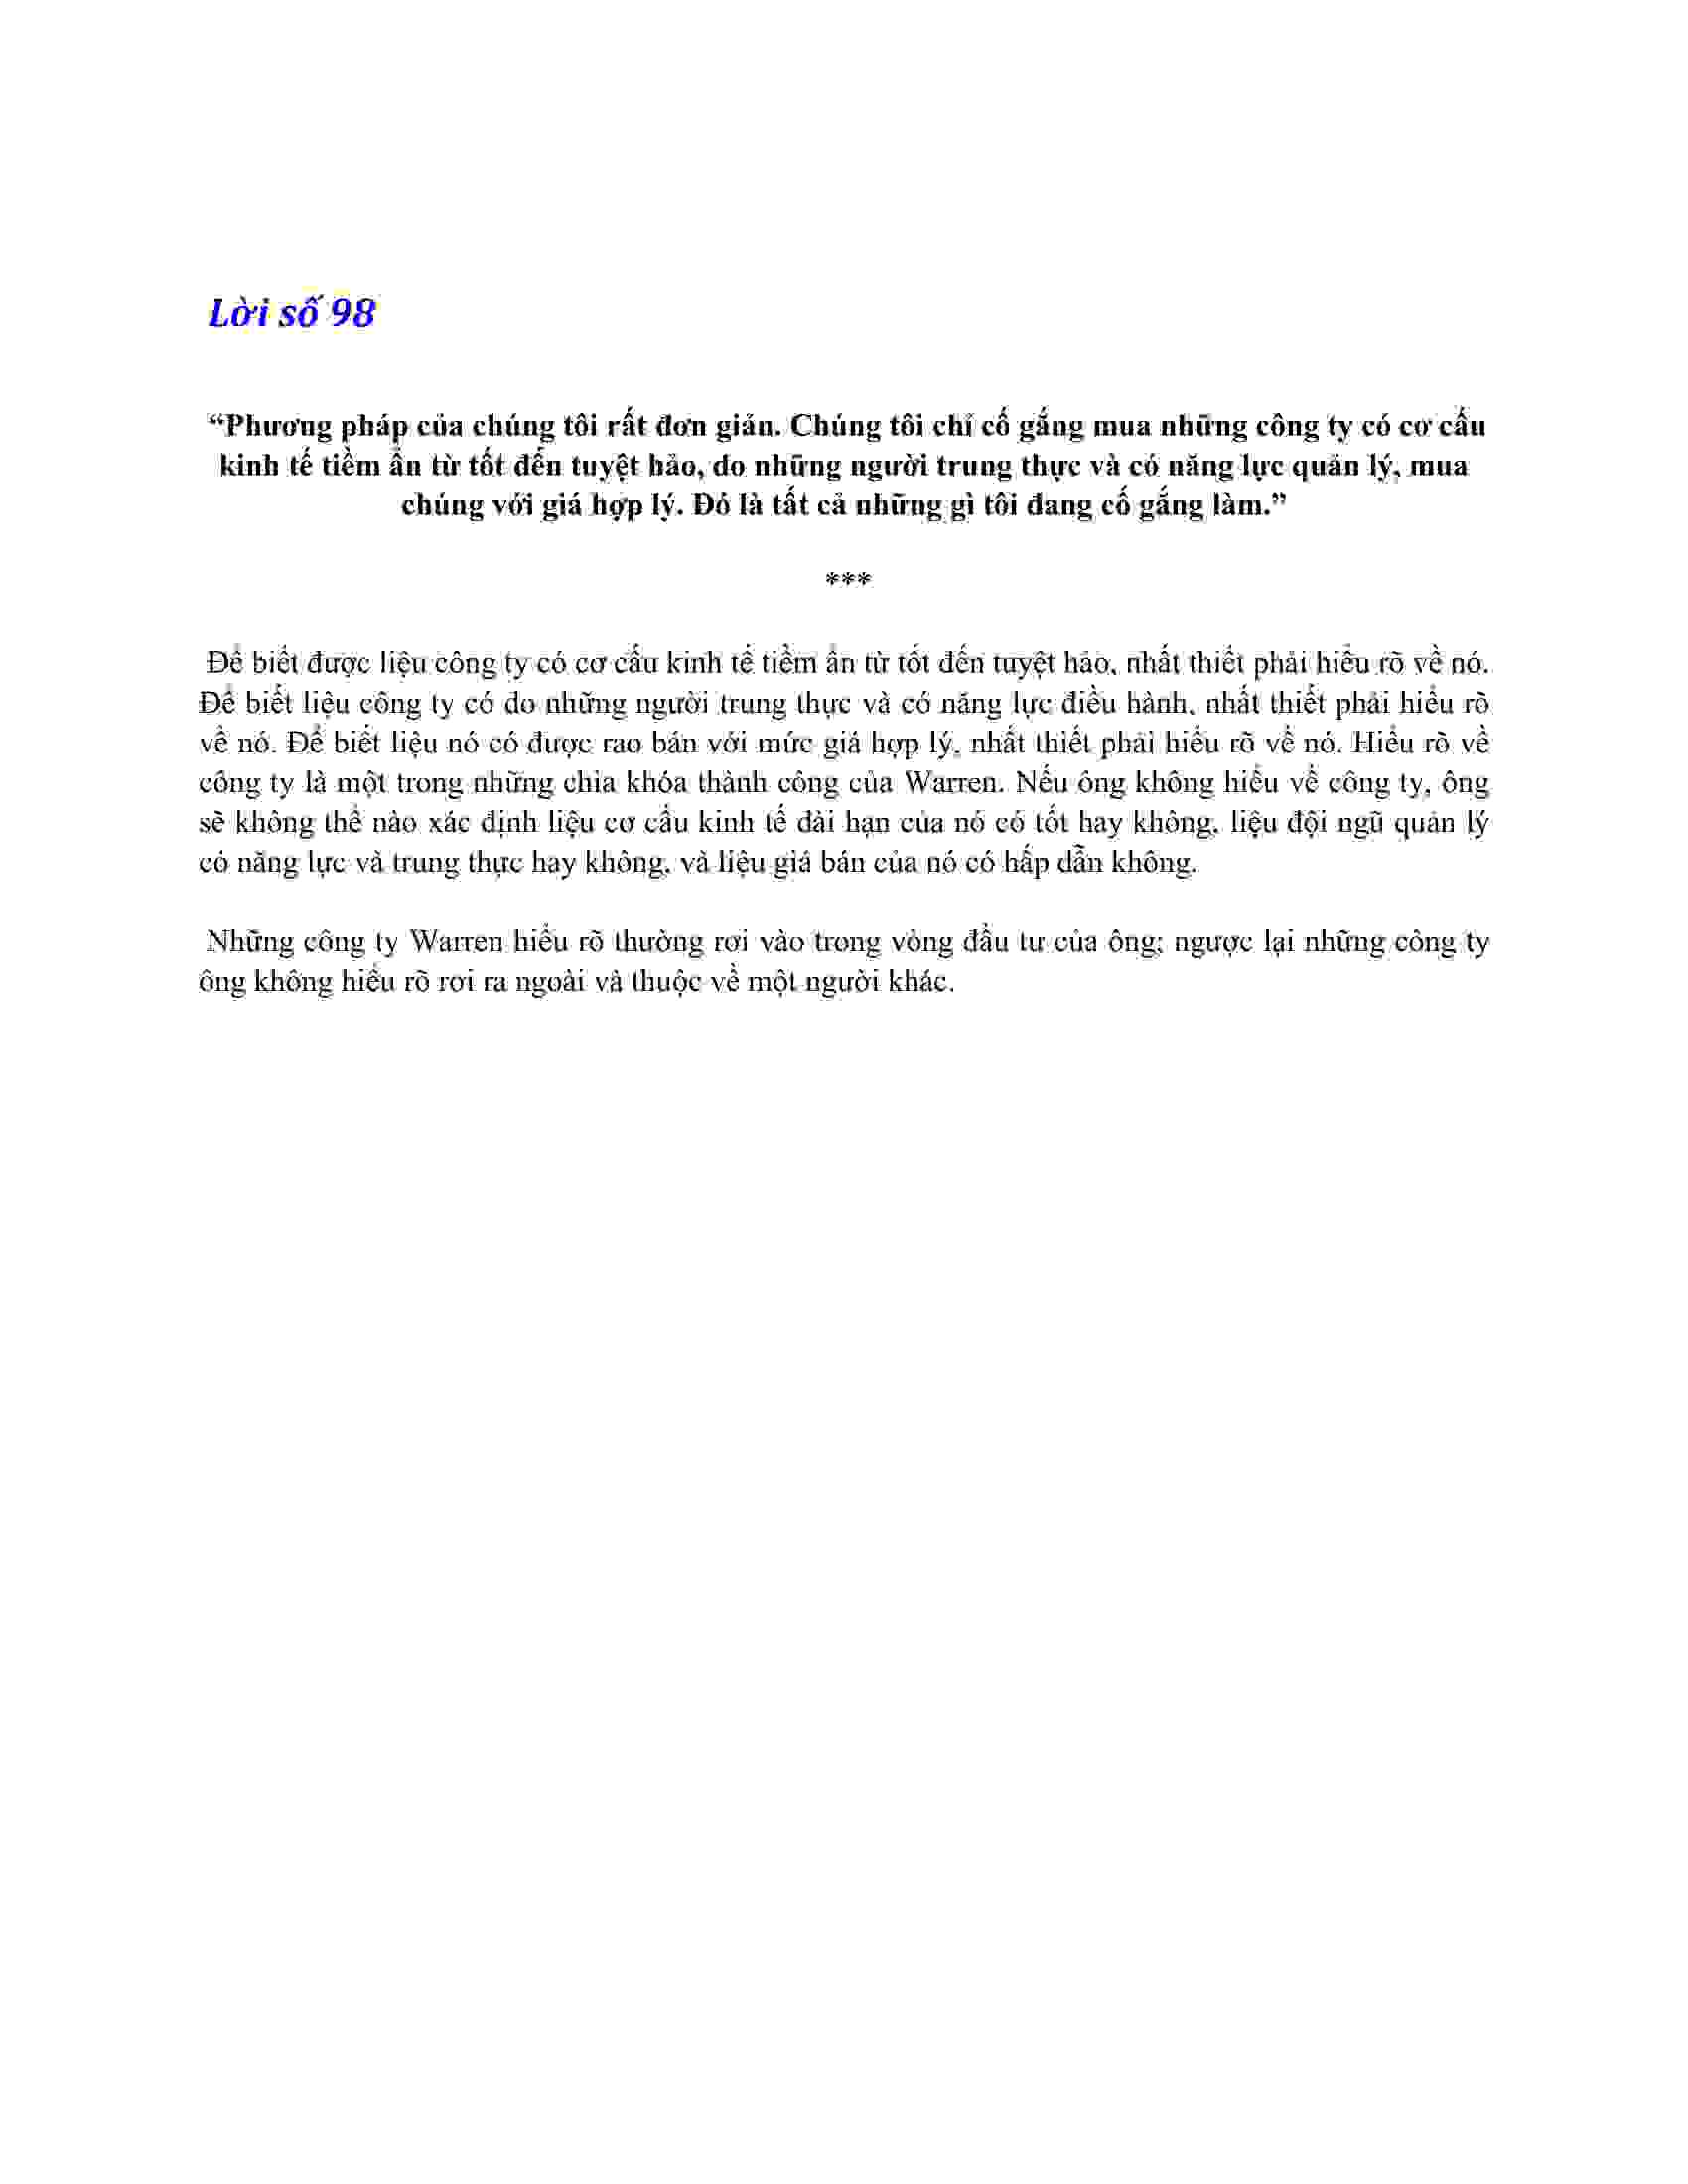 Lời số 98
“Phương pháp của chúng tôi rất đơn giản. Chúng tôi chỉ cố gắng mua những công ty có cơ cấu
kinh tế tiềm ẩn từ tốt đến tuyệt hảo, do những người trung thực và có năng lực quản lý, mua
chúng với giá hợp lý. Đó là tất cả những gì tôi đang cố gắng làm.”
***
Để biết được liệu công ty có cơ cấu kinh tế tiềm ẩn từ tốt đến tuyệt hảo, nhất thiết phải hiểu rõ về nó.
Để biết liệu công ty có do những người trung thực và có năng lực điều hành, nhất thiết phải hiểu rõ
về nó. Để biết liệu nó có được rao bán với mức giá hợp lý, nhất thiết phải hiểu rõ về nó. Hiểu rõ về
công ty là một trong những chìa khóa thành công của Warren. Nếu ông không hiểu về công ty, ông
sẽ không thể nào xác định liệu cơ cấu kinh tế dài hạn của nó có tốt hay không, liệu đội ngũ quản lý
có năng lực và trung thực hay không, và liệu giá bán của nó có hấp dẫn không.
Những công ty Warren hiểu rõ thường rơi vào trong vòng đầu tư của ông; ngược lại những công ty
ông không hiểu rõ rơi ra ngoài và thuộc về một người khác.